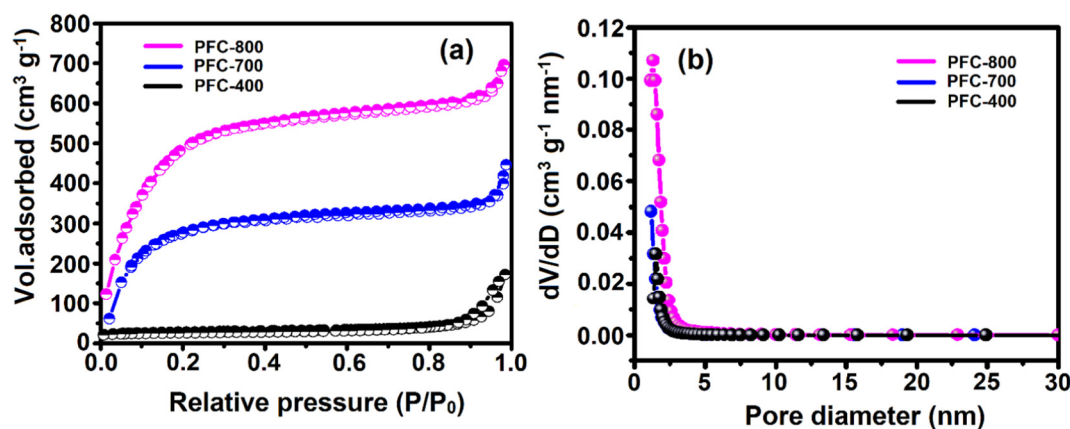 (a)
PFC-800
PFC-700
PFC-400
Vol.adsorbed (cm³ g⁻¹)
800
700
600
500
400
300
200
100
0
0.0
0.2
0.4
0.6
0.8
1.0
Relative pressure (P/P₀)
(b)
PFC-800
PFC-700
PFC-400
dV/dD (cm³ g⁻¹ nm⁻¹)
0.12
0.10
0.08
0.06
0.04
0.02
0.00
0
5
10
15
20
25
30
Pore diameter (nm)